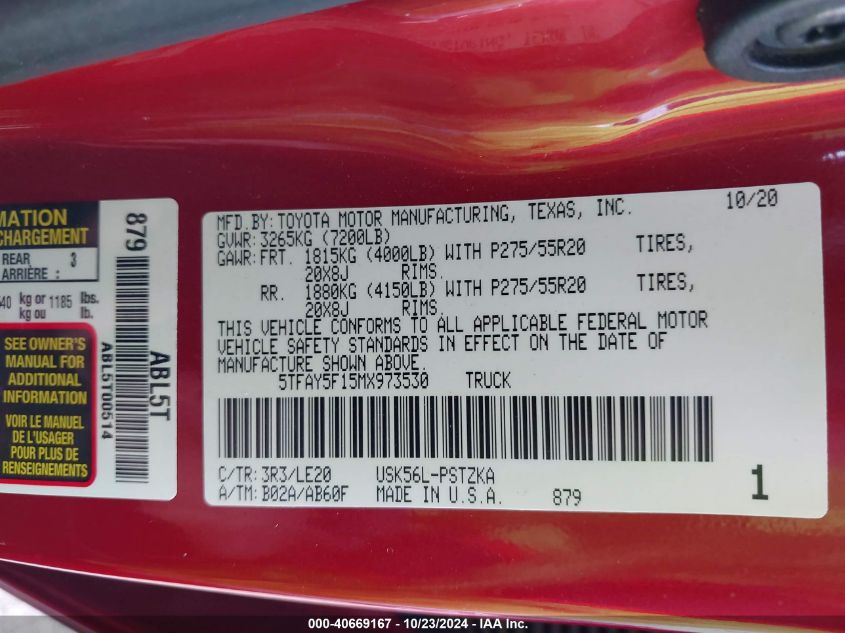 MATION
CHARGEMENT
REAR 3
ARRIÈRE :
540 kg or 1185 lbs.
kg ou lb.
SEE OWNER'S
MANUAL FOR
ADDITIONAL
INFORMATION
VOIR LE MANUEL
DE L'USAGER
POUR PLUS DE
RENSEIGNEMENTS
879
ABL5T
ABL5T00514
MFD.BY:TOYOTA MOTOR MANUFACTURING, TEXAS, INC. 10/20
GVWR:3265KG (7200LB)
GAWR:FRT. 1815KG (4000LB) WITH P275/55R20 TIRES,
20X8J RIMS.
RR. 1880KG (4150LB) WITH P275/55R20 TIRES,
20X8J RIMS.
THIS VEHICLE CONFORMS TO ALL APPLICABLE FEDERAL MOTOR
VEHICLE SAFETY STANDARDS IN EFFECT ON THE DATE OF
MANUFACTURE SHOWN ABOVE.
5TFAY5F15MX973530 TRUCK
C/TR: 3R3/LE20 USK56L-PSTZKA
A/TM: B02A/AB60F MADE IN U.S.A. 879 1
000-40669167 - 10/23/2024 - IAA Inc.